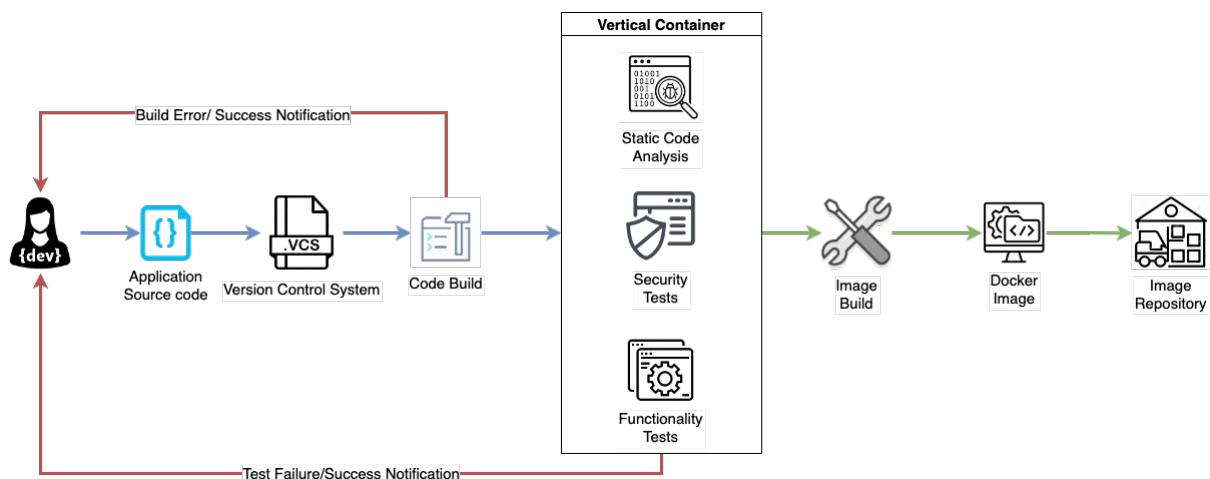 Vertical Container
01001
1010
001
0101
1100
Static Code
Analysis
Build Error/ Success Notification
{dev}
{}
Application
Source code
.VCS
Version Control System
Code Build
Security
Tests
Functionality
Tests
Image
Build
</>
Docker
Image
Image
Repository
Test Failure/Success Notification